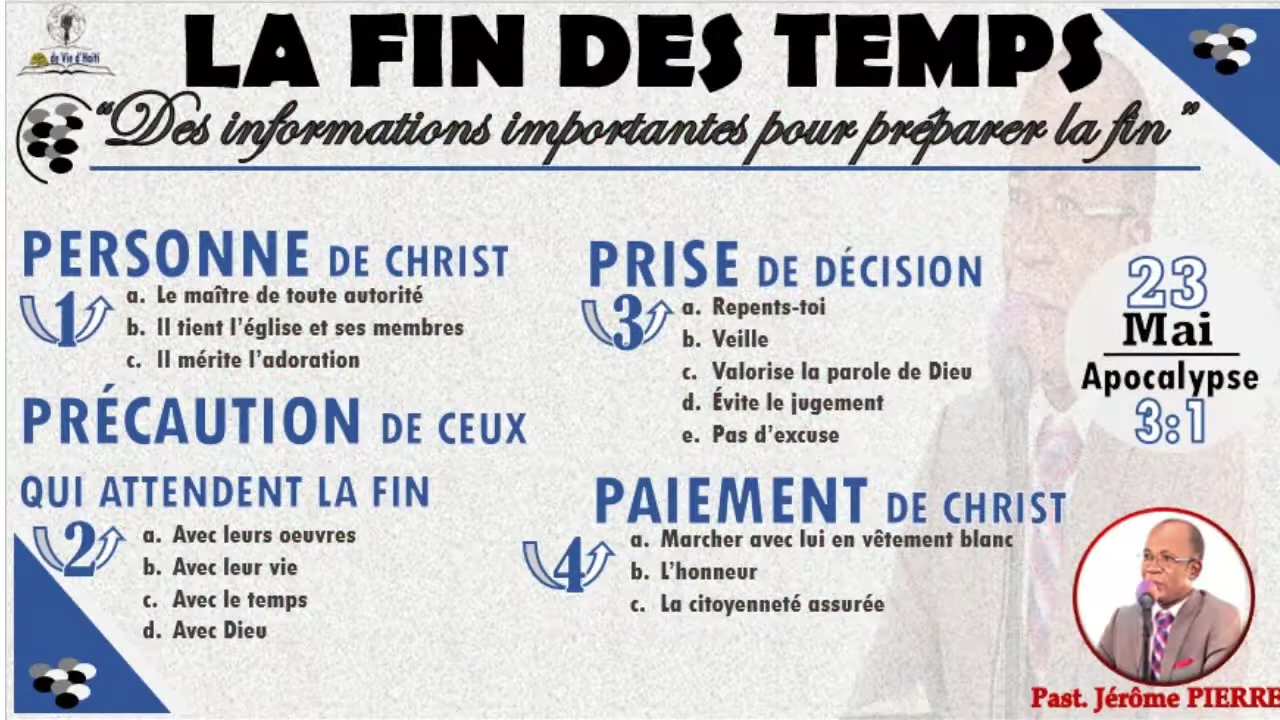 LA FIN DES TEMPS
de Vie d'Haïti
“Des informations importantes pour préparer la fin”
PERSONNE DE CHRIST
1
a. Le maître de toute autorité
b. Il tient l’église et ses membres
c. Il mérite l’adoration
PRÉCAUTION DE CEUX
QUI ATTENDENT LA FIN
2
a. Avec leurs oeuvres
b. Avec leur vie
c. Avec le temps
d. Avec Dieu
PRISE DE DÉCISION
3
a. Repents-toi
b. Veille
c. Valorise la parole de Dieu
d. Évite le jugement
e. Pas d’excuse
PAIEMENT DE CHRIST
4
a. Marcher avec lui en vêtement blanc
b. L’honneur
c. La citoyenneté assurée
23
Mai
Apocalypse
3:1
Past. Jérôme PIERRE